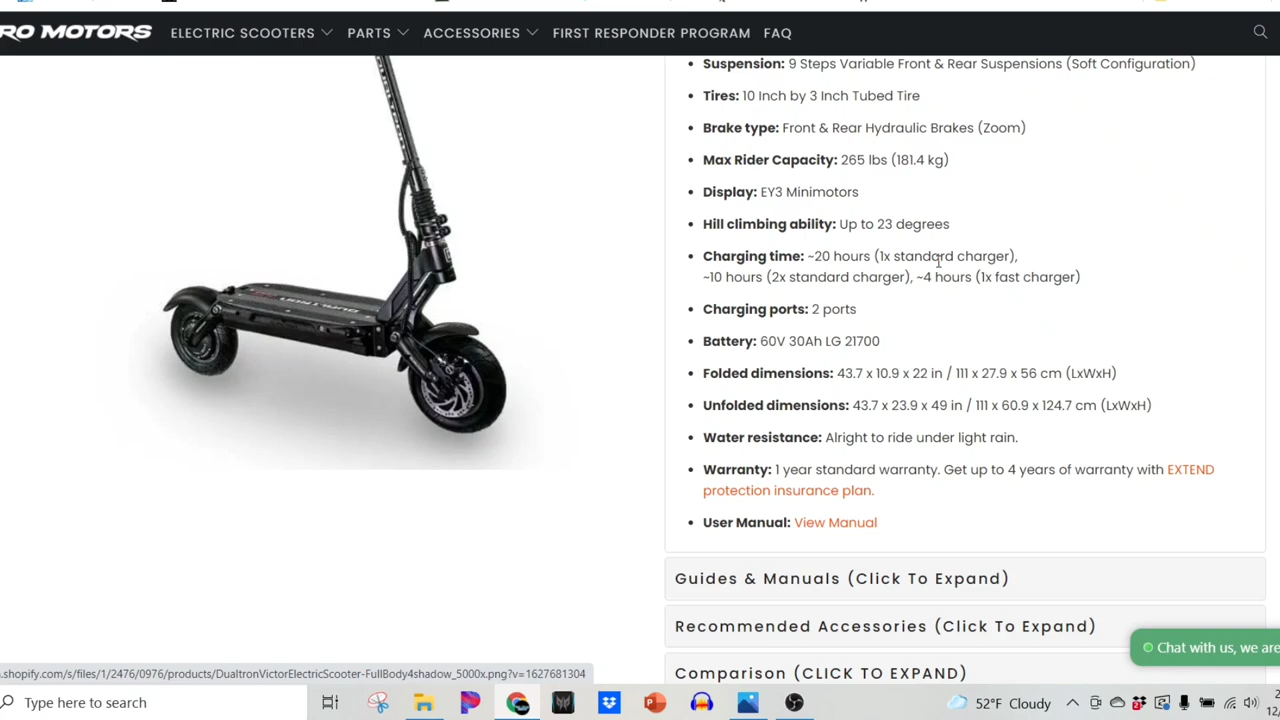 RO MOTORS ELECTRIC SCOOTERS PARTS ACCESSORIES FIRST RESPONDER PROGRAM FAQ
Suspension: 9 Steps Variable Front & Rear Suspensions (Soft Configuration)
Tires: 10 Inch by 3 Inch Tubed Tire
Brake type: Front & Rear Hydraulic Brakes (Zoom)
Max Rider Capacity: 265 lbs (181.4 kg)
Display: EY3 Minimotors
Hill climbing ability: Up to 23 degrees
Charging time: ~20 hours (1x standard charger),
~10 hours (2x standard charger), ~4 hours (1x fast charger)
Charging ports: 2 ports
Battery: 60V 30Ah LG 21700
Folded dimensions: 43.7 x 10.9 x 22 in / 111 x 27.9 x 56 cm (LxWxH)
Unfolded dimensions: 43.7 x 23.9 x 49 in / 111 x 60.9 x 124.7 cm (LxWxH)
Water resistance: Alright to ride under light rain.
Warranty: 1 year standard warranty. Get up to 4 years of warranty with EXTEND
protection insurance plan.
User Manual: View Manual
DUALTRON
Guides & Manuals (Click To Expand)
Recommended Accessories (Click To Expand)
Chat with us, we are
Comparison (CLICK TO EXPAND)
.shopify.com/s/files/1/2476/0976/products/DualtronVictorElectricScooter-FullBody4shadow_5000x.png?v=1627681304
Type here to search
52°F Cloudy
12/